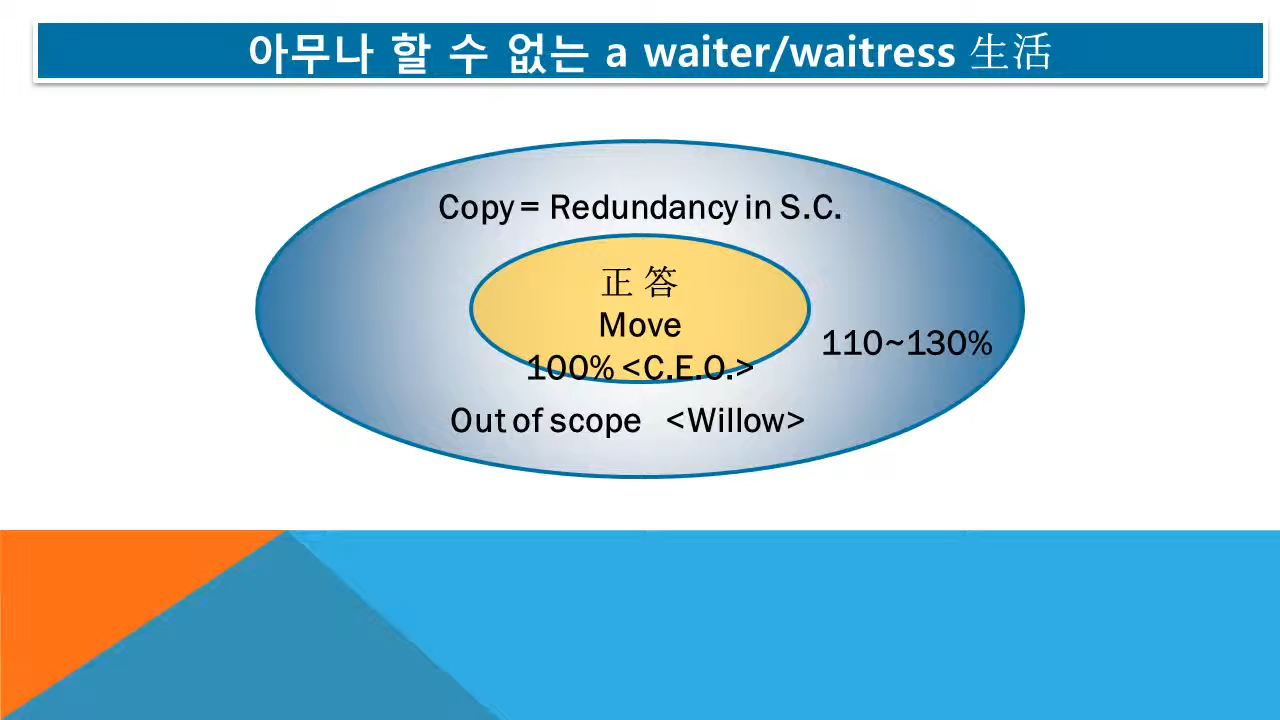 아무나 할 수 없는 a waiter/waitress 生活
Copy = Redundancy in S.C.
正 答
Move
110~130%
100% <C.E.O.>
Out of scope <Willow>